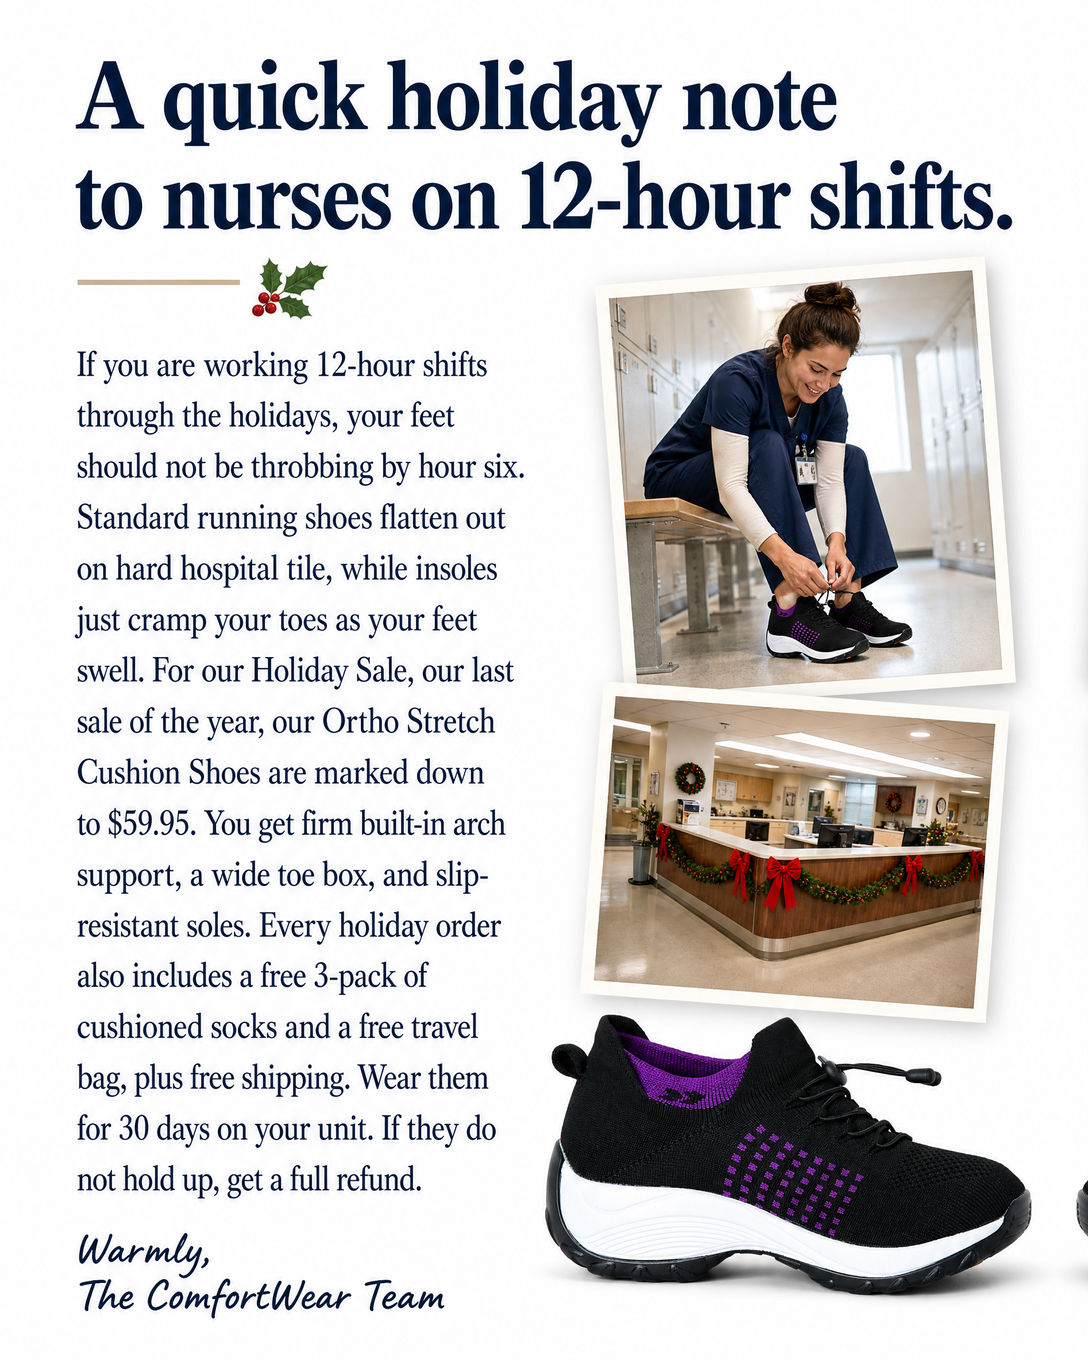 A quick holiday note
to nurses on 12-hour shifts.
If you are working 12-hour shifts
through the holidays, your feet
should not be throbbing by hour six.
Standard running shoes flatten out
on hard hospital tile, while insoles
just cramp your toes as your feet
swell. For our Holiday Sale, our last
sale of the year, our Ortho Stretch
Cushion Shoes are marked down
to $59.95. You get firm built-in arch
support, a wide toe box, and slip-
resistant soles. Every holiday order
also includes a free 3-pack of
cushioned socks and a free travel
bag, plus free shipping. Wear them
for 30 days on your unit. If they do
not hold up, get a full refund.
Warmly,
The ComfortWear Team